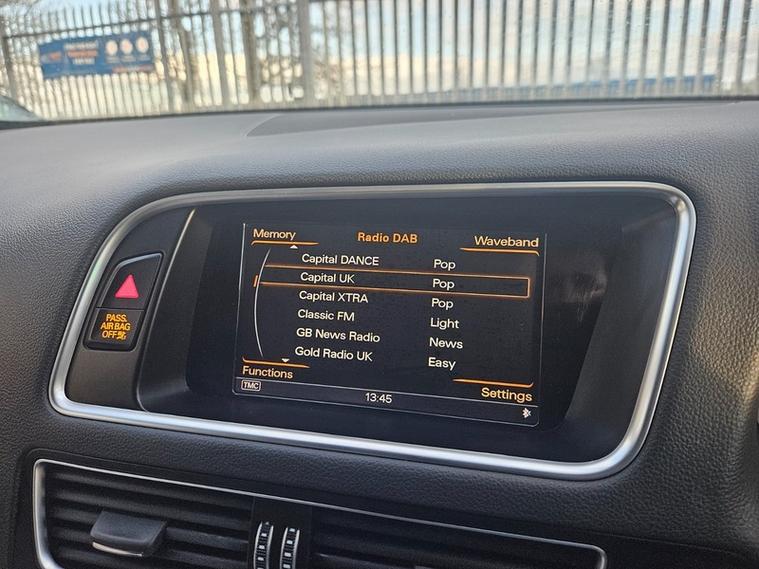 Memory
Radio DAB
Waveband
Capital DANCE Pop
Capital UK Pop
Capital XTRA Pop
Classic FM Light
GB News Radio News
Gold Radio UK Easy
Functions
Settings
TMC
13:45
PASS.
AIR BAG
OFF